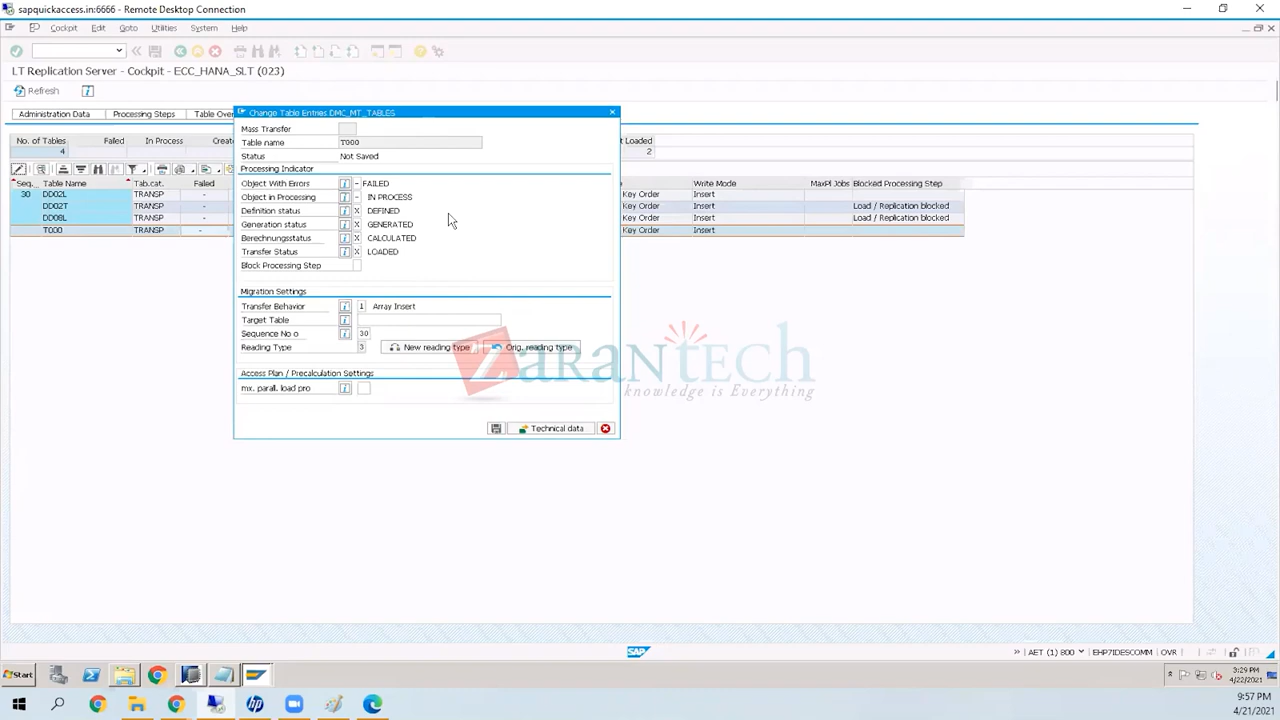 sapquickaccess.in:6666 - Remote Desktop Connection
Cockpit Edit Goto Utilities System Help
LT Replication Server - Cockpit - ECC_HANA_SLT (023)
Refresh
Administration Data Processing Steps Table Over
No. of Tables Failed In Process Create t Loaded
4 2
Seq... Table Name Tab.cat. Failed Write Mode MaxPl Jobs Blocked Processing Step
30 DD02L TRANSP - Key Order Insert Load / Replication blocked
DD02T TRANSP - Key Order Insert Load / Replication blocked
DD08L TRANSP - Key Order Insert Load / Replication blocked
T000 TRANSP - Key Order Insert
Change Table Entries DMC_MT_TABLES
Mass Transfer
Table name T000
Status Not Saved
Processing Indicator
Object With Errors - FAILED
Object in Processing - IN PROCESS
Definition status X DEFINED
Generation status X GENERATED
Berechnungsstatus X CALCULATED
Transfer Status X LOADED
Block Processing Step
Migration Settings
Transfer Behavior 1 Array Insert
Target Table
Sequence No o 30
Reading Type 3 New reading type Orig. reading type
Access Plan / Precalculation Settings
mx. parall. load pro
Technical data
Zarantech
knowledge is Everything
SAP
AET (1) 800 EHP7IDESCOMM OVR
Start
3:29 PM
4/22/2021
9:57 PM
4/21/2021